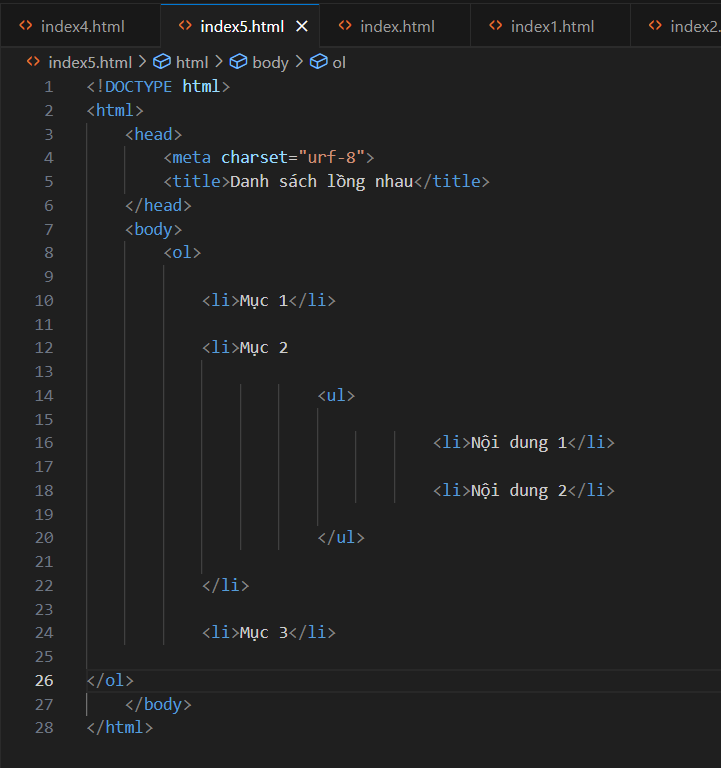 index4.html index5.html × index.html index1.html index2.
index5.html > html > body > ol
1 <!DOCTYPE html>
2 <html>
3 <head>
4 <meta charset="urf-8">
5 <title>Danh sách lồng nhau</title>
6 </head>
7 <body>
8 <ol>
9
10 <li>Mục 1</li>
11
12 <li>Mục 2
13
14 <ul>
15
16 <li>Nội dung 1</li>
17
18 <li>Nội dung 2</li>
19
20 </ul>
21
22 </li>
23
24 <li>Mục 3</li>
25
26 </ol>
27 </body>
28 </html>